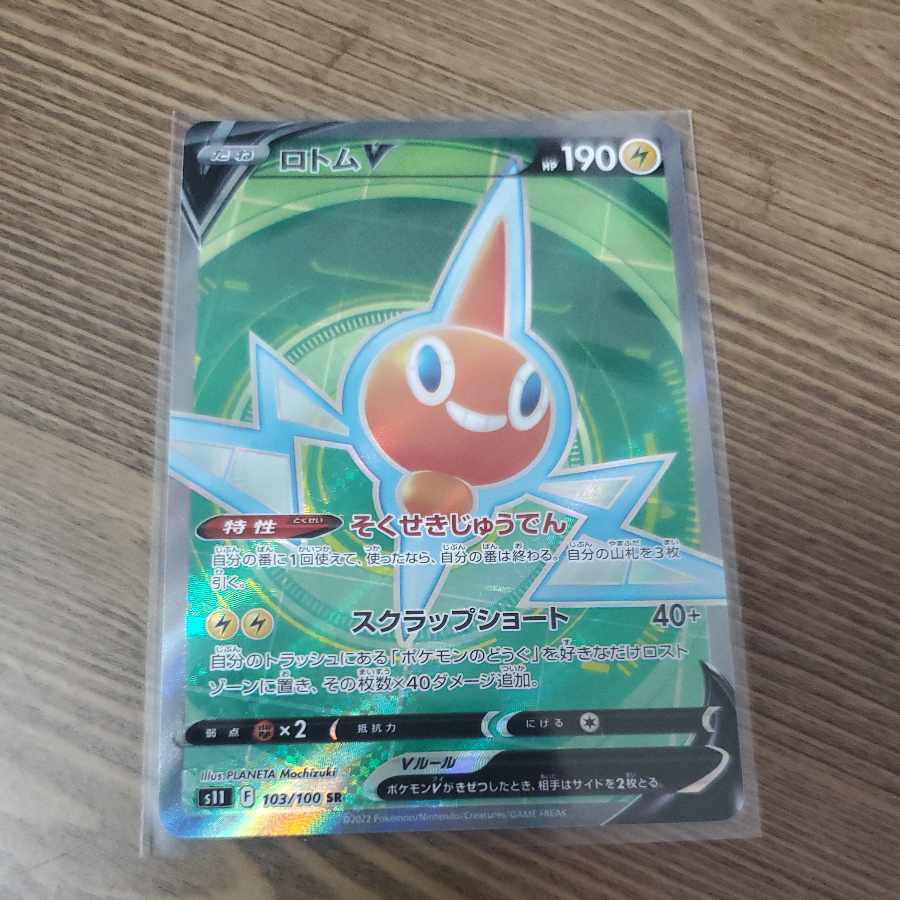 たね ロトムV HP190
特性 とくせい そくせきじゅうでん
自分の番に1回使えて、使ったなら、自分の番は終わる。自分の山札を3枚
引く。
スクラップショート 40+
自分のトラッシュにある「ポケモンのどうぐ」を好きなだけロスト
ゾーンに置き、その枚数×40ダメージ追加。
弱点 ×2 抵抗力 にげる
Vルール
ポケモンVがきぜつしたとき、相手はサイドを2枚とる。
Illus. PLANETA Mochizuki
s11 F 103/100 SR
©2022 Pokémon/Nintendo/Creatures/GAME FREAK